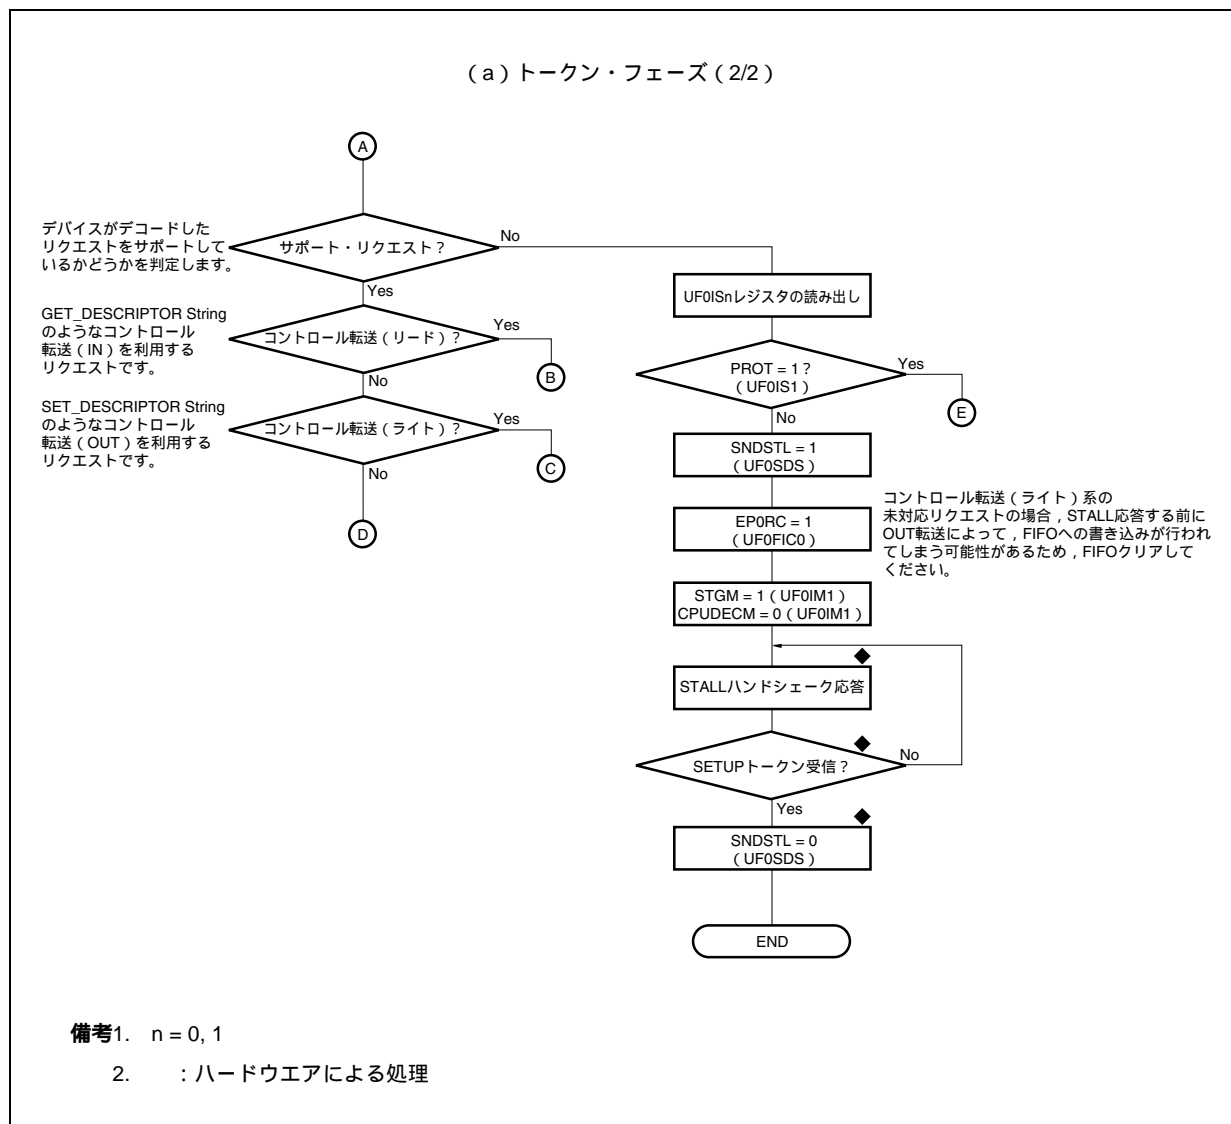 （a）トークン・フェーズ（2/2）
A
デバイスがデコードした
リクエストをサポートして
いるかどうかを判定します。
サポート・リクエスト？
No
Yes
GET_DESCRIPTOR String
のようなコントロール
転送（IN）を利用する
リクエストです。
コントロール転送（リード）？
Yes
B
No
SET_DESCRIPTOR String
のようなコントロール
転送（OUT）を利用する
リクエストです。
コントロール転送（ライト）？
Yes
C
No
D
UF0ISnレジスタの読み出し
PROT = 1？
（UF0IS1）
Yes
E
No
SNDSTL = 1
（UF0SDS）
EP0RC = 1
（UF0FIC0）
コントロール転送（ライト）系の
未対応リクエストの場合，STALL応答する前に
OUT転送によって，FIFOへの書き込みが行われ
てしまう可能性があるため，FIFOクリアして
ください。
STGM = 1（UF0IM1）
CPUDECM = 0（UF0IM1）
STALLハンドシェーク応答
SETUPトークン受信？
No
Yes
SNDSTL = 0
（UF0SDS）
END
備考1. n = 0, 1
2. ：ハードウエアによる処理